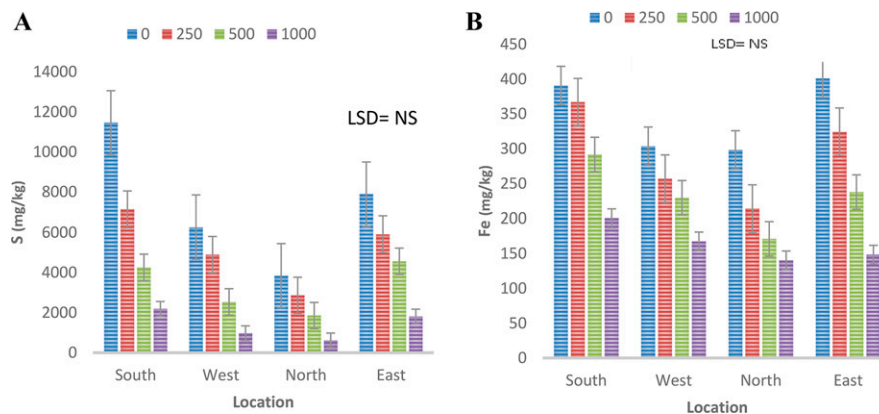 A
0 250 500 1000
14000
12000
10000
8000
6000
4000
2000
0
S (mg/kg)
LSD= NS
South West North East
Location
B
0 250 500 1000
LSD= NS
450
400
350
300
250
200
150
100
50
0
Fe (mg/kg)
South West North East
Location